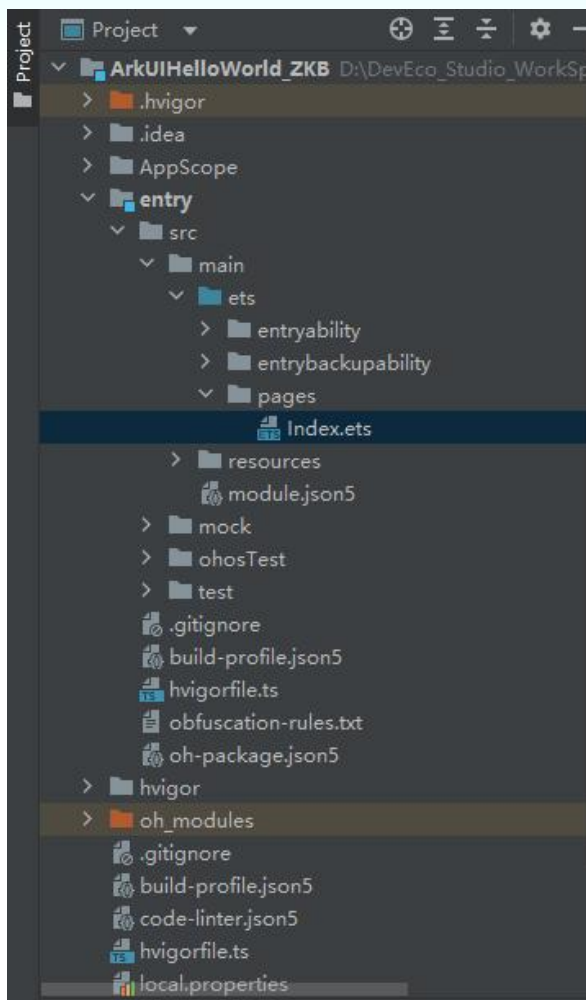 Project
Project
ArkUIHelloWorld_ZKB D:\DevEco_Studio_WorkSp
.hvigor
.idea
AppScope
entry
src
main
ets
entryability
entrybackupability
pages
Index.ets
resources
module.json5
mock
ohosTest
test
.gitignore
build-profile.json5
hvigorfile.ts
obfuscation-rules.txt
oh-package.json5
hvigor
oh_modules
.gitignore
build-profile.json5
code-linter.json5
hvigorfile.ts
local.properties